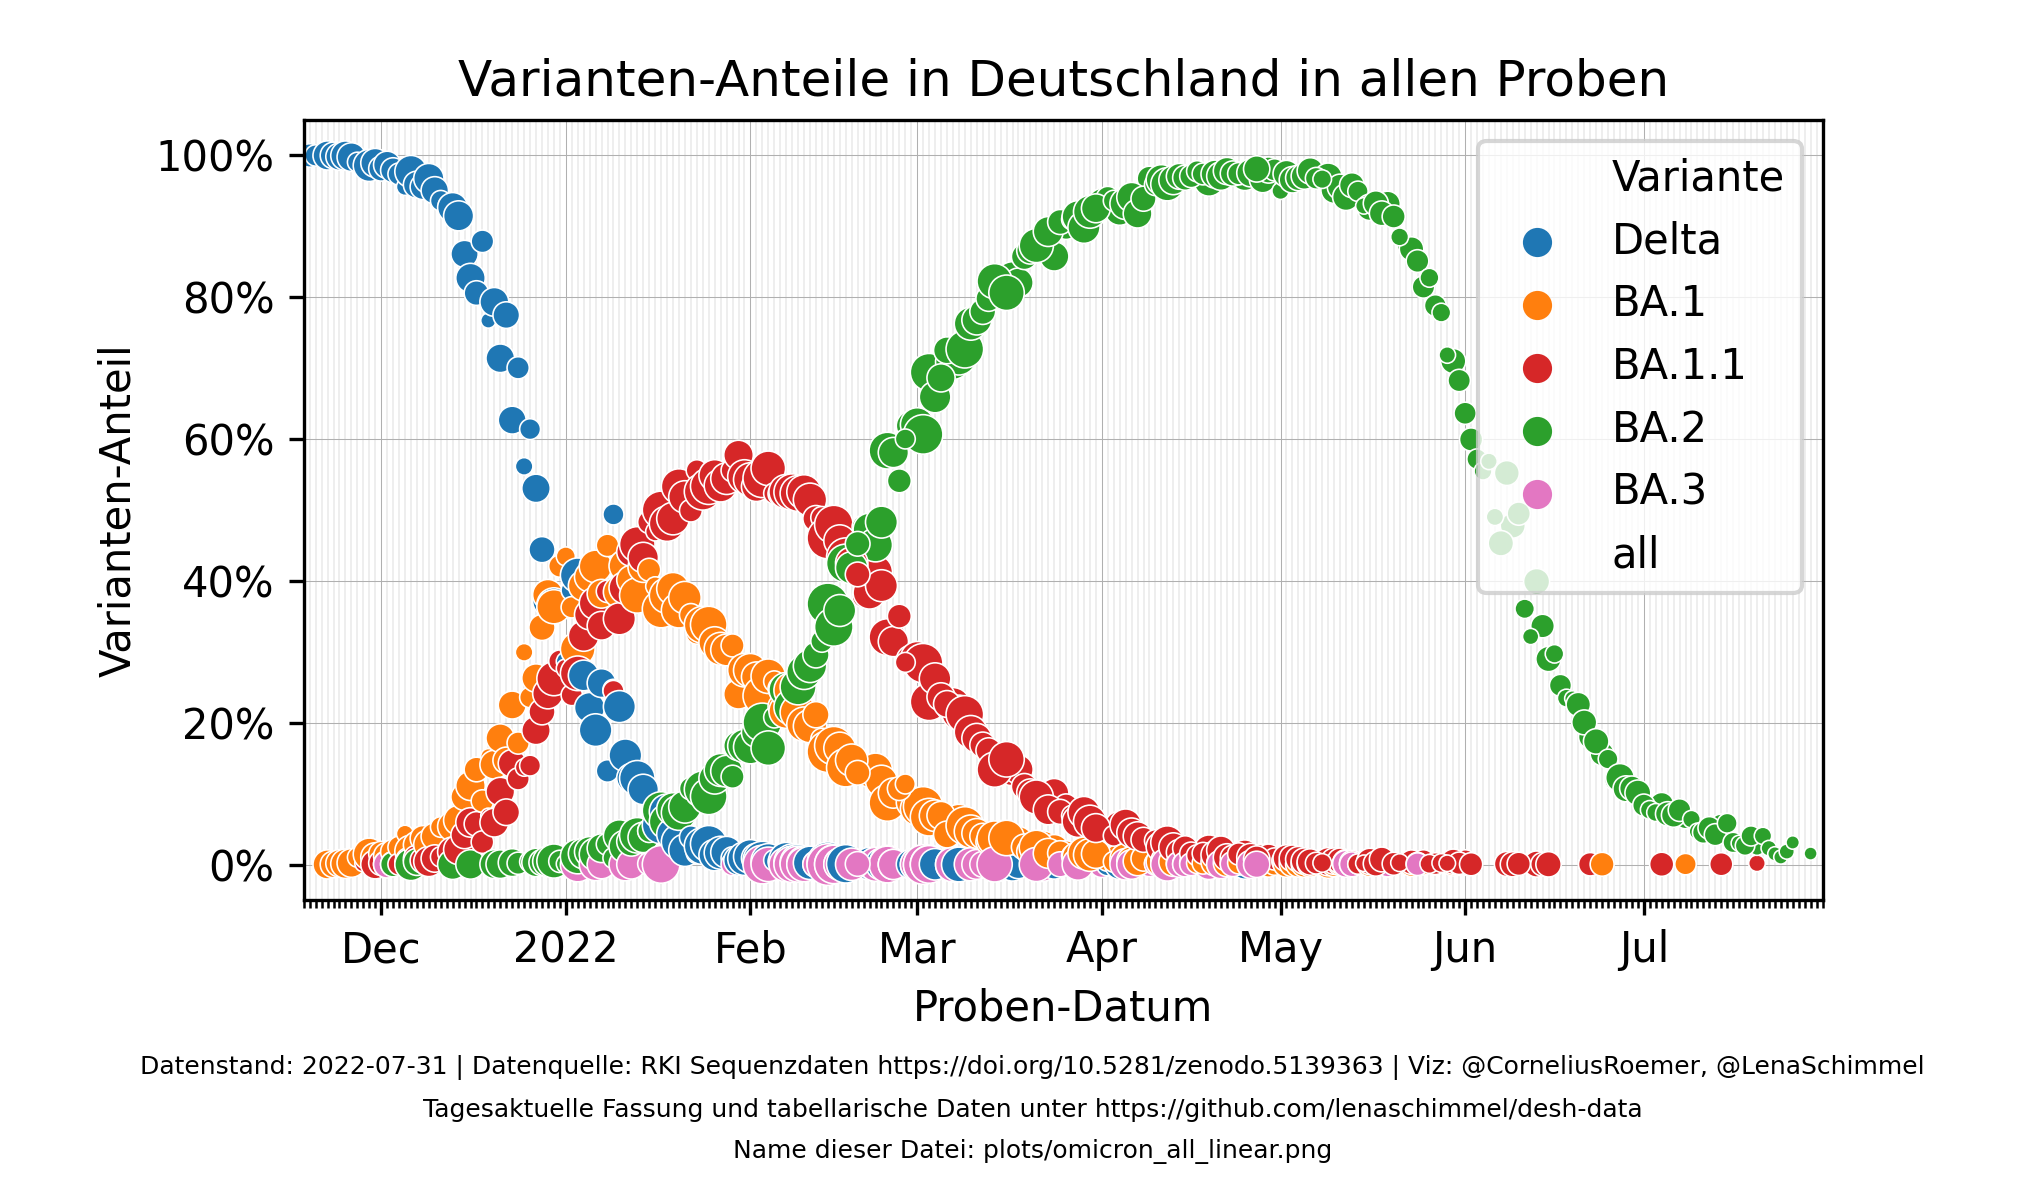 Varianten-Anteile in Deutschland in allen Proben
100%
80%
60%
40%
20%
0%
Varianten-Anteil
Variante
Delta
BA.1
BA.1.1
BA.2
BA.3
all
Dec 2022 Feb Mar Apr May Jun Jul
Proben-Datum
Datenstand: 2022-07-31 | Datenquelle: RKI Sequenzdaten https://doi.org/10.5281/zenodo.5139363 | Viz: @CorneliusRoemer, @LenaSchimmel
Tagesaktuelle Fassung und tabellarische Daten unter https://github.com/lenaschimmel/desh-data
Name dieser Datei: plots/omicron_all_linear.png